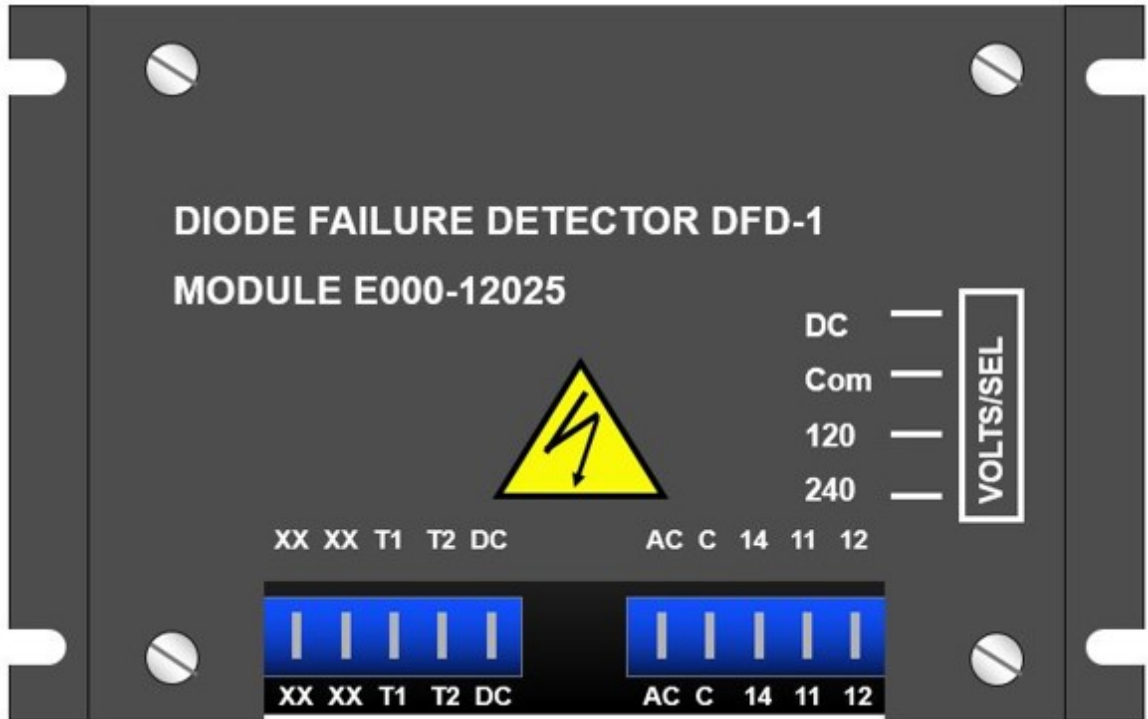 DIODE FAILURE DETECTOR DFD-1
MODULE E000-12025
DC
Com
120
240
VOLTS/SEL
XX XX T1 T2 DC AC C 14 11 12
XX XX T1 T2 DC AC C 14 11 12